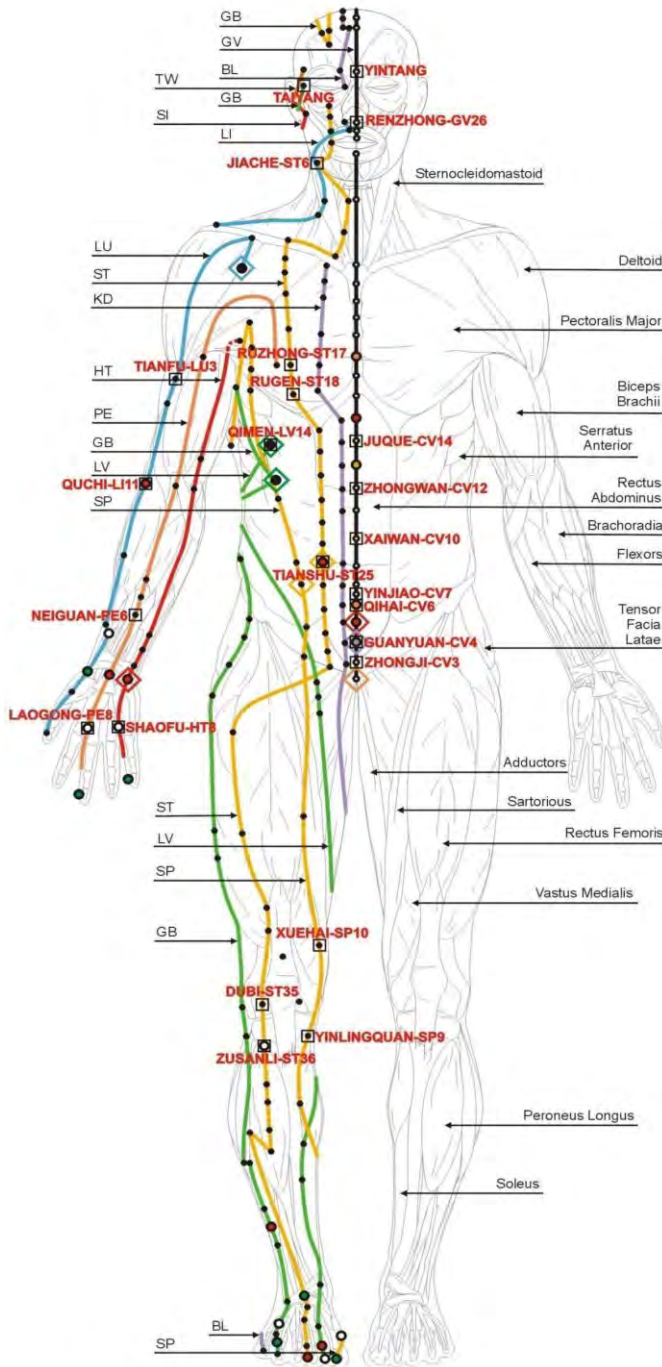 GB
GV
BL
YINTANG
TW
TAIYANG
GB
SI
RENZHONG-GV26
LI
JIACHE-ST6
Sternocleidomastoid
LU
ST
Deltoid
KD
Pectoralis Major
RUZHONG-ST17
HT
TIANFU-LU3
RUGEN-ST18
Biceps
Brachii
PE
QIMEN-LV14
JUQUE-CV14
Serratus
Anterior
GB
LV
QUCHI-LI11
ZHONGWAN-CV12
Rectus
Abdominus
SP
Brachoradia
XAIWAN-CV10
Flexors
TIANSHU-ST25
YINJIAO-CV7
QIHAI-CV6
Tensor
Facia
Latae
NEIGUAN-PE6
GUANYUAN-CV4
ZHONGJI-CV3
LAOGONG-PE8
SHAOFU-HT8
Adductors
ST
Sartorious
LV
Rectus Femoris
SP
Vastus Medialis
GB
XUEHAI-SP10
DUBI-ST35
YINLINGQUAN-SP9
ZUSANLI-ST36
Peroneus Longus
Soleus
BL
SP